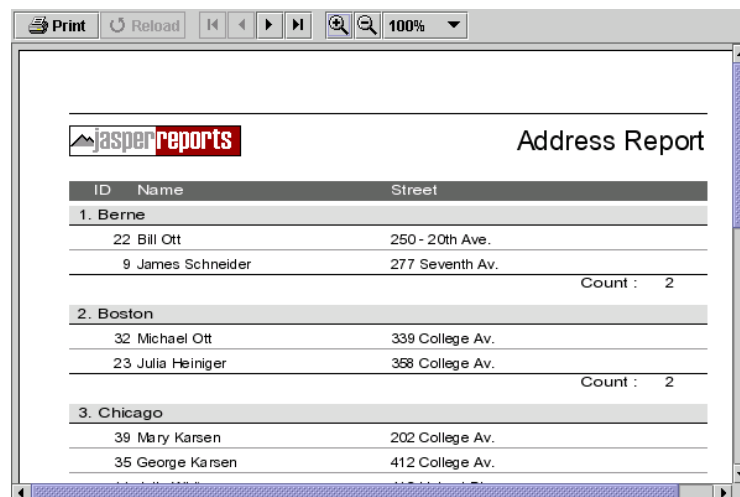 Print Reload 100%
jasperreports Address Report
ID Name Street
1. Berne
22 Bill Ott 250 - 20th Ave.
9 James Schneider 277 Seventh Av.
Count : 2
2. Boston
32 Michael Ott 339 College Av.
23 Julia Heiniger 358 College Av.
Count : 2
3. Chicago
39 Mary Karsen 202 College Av.
35 George Karsen 412 College Av.